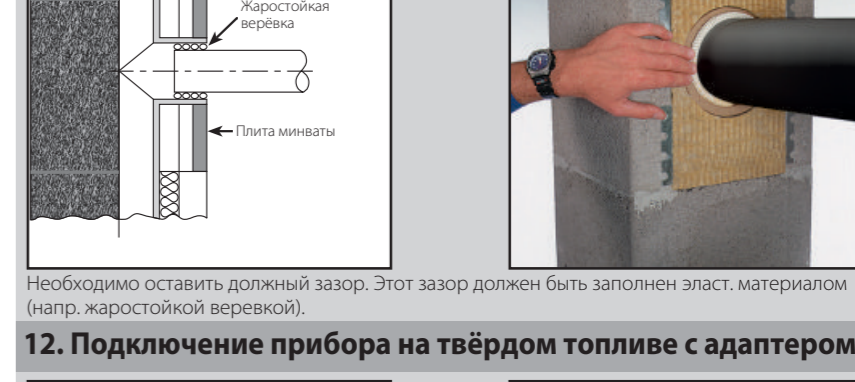 Жаростойкая
верёвка
Плита минваты
Необходимо оставить должный зазор. Этот зазор должен быть заполнен эласт. материалом
(напр. жаростойкой веревкой).
12. Подключение прибора на твёрдом топливе с адаптером